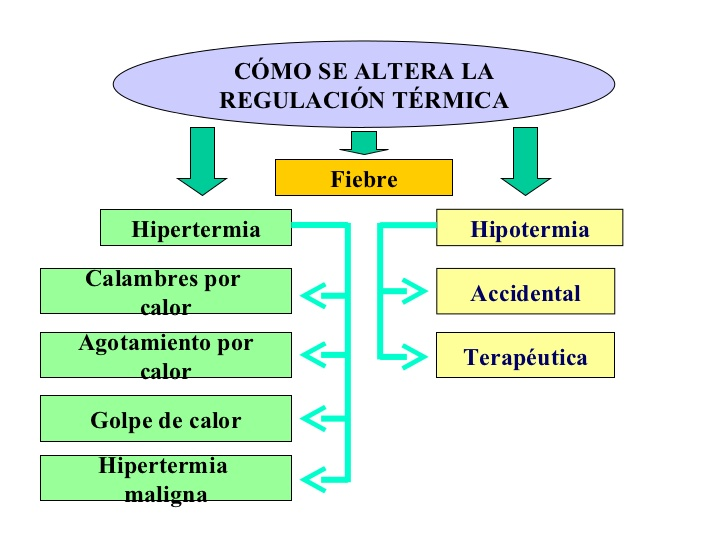 CÓMO SE ALTERA LA
REGULACIÓN TÉRMICA
Fiebre
Hipertermia
Hipotermia
Calambres por
calor
Accidental
Agotamiento por
calor
Terapéutica
Golpe de calor
Hipertermia
maligna